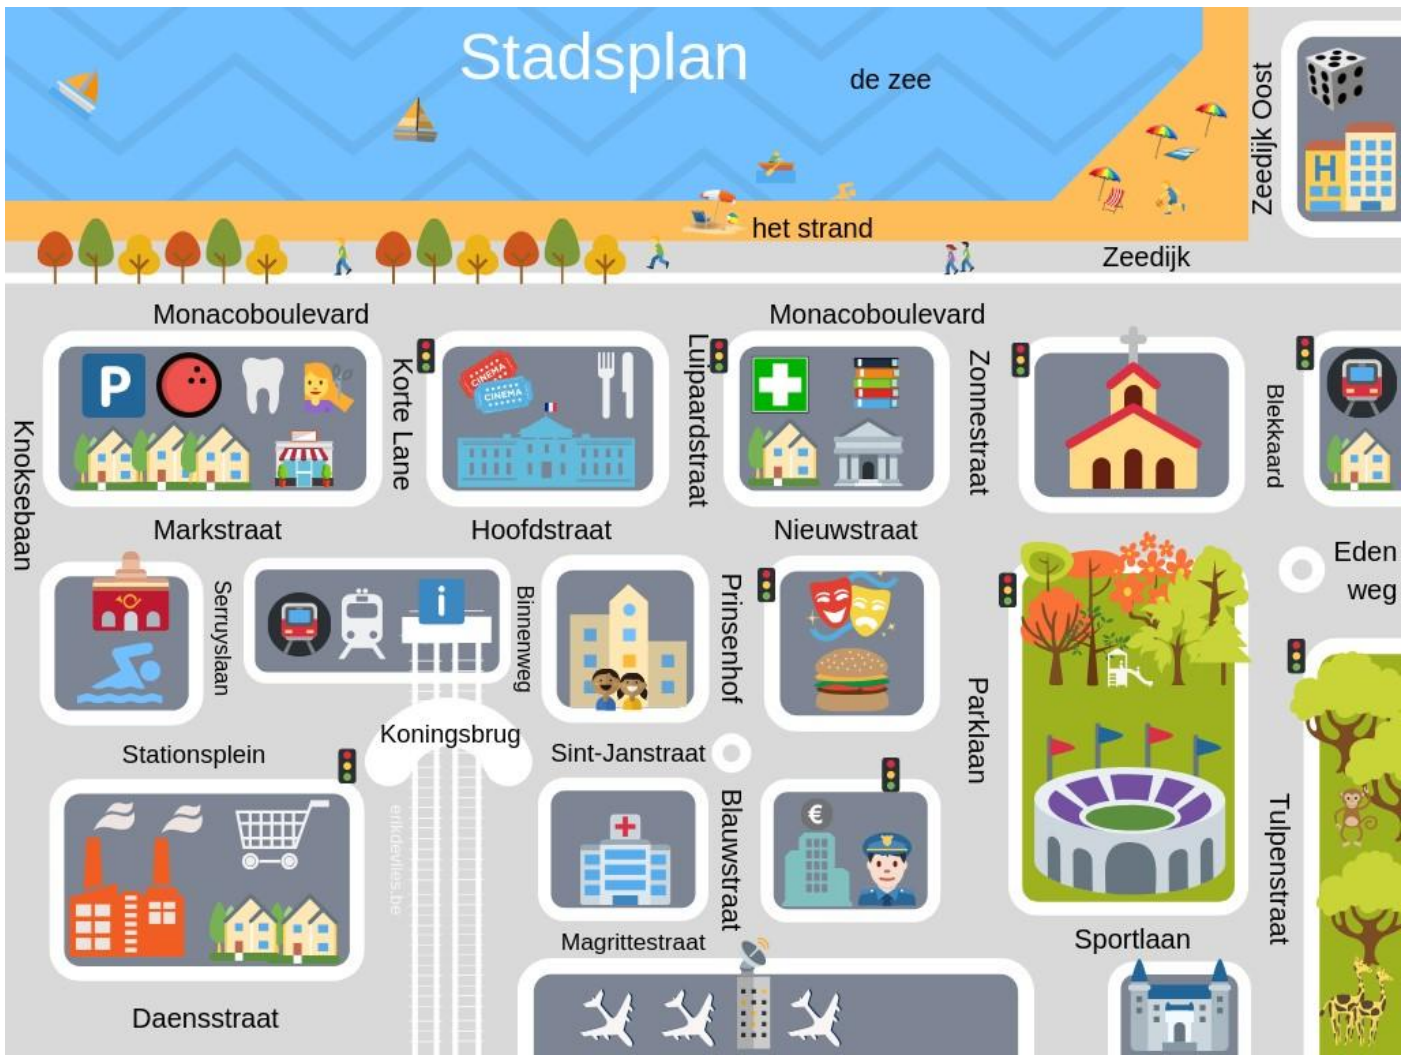 Stadsplan
de zee
het strand
Zeedijk
Zeedijk Oost
H
Monacoboulevard
Monacoboulevard
P
CINEMA
CINEMA
Knoksebaan
Korte Lane
Luipaardstraat
Zonnestraat
Blekkaard
Markstraat
Hoofdstraat
Nieuwstraat
Eden
weg
Serruyslaan
i
Binnenweg
Prinsenhof
Parklaan
Koningsbrug
Stationsplein
Sint-Janstraat
erikdevlies.be
Blauwstraat
€
Tulpenstraat
Magrittestraat
Sportlaan
Daensstraat